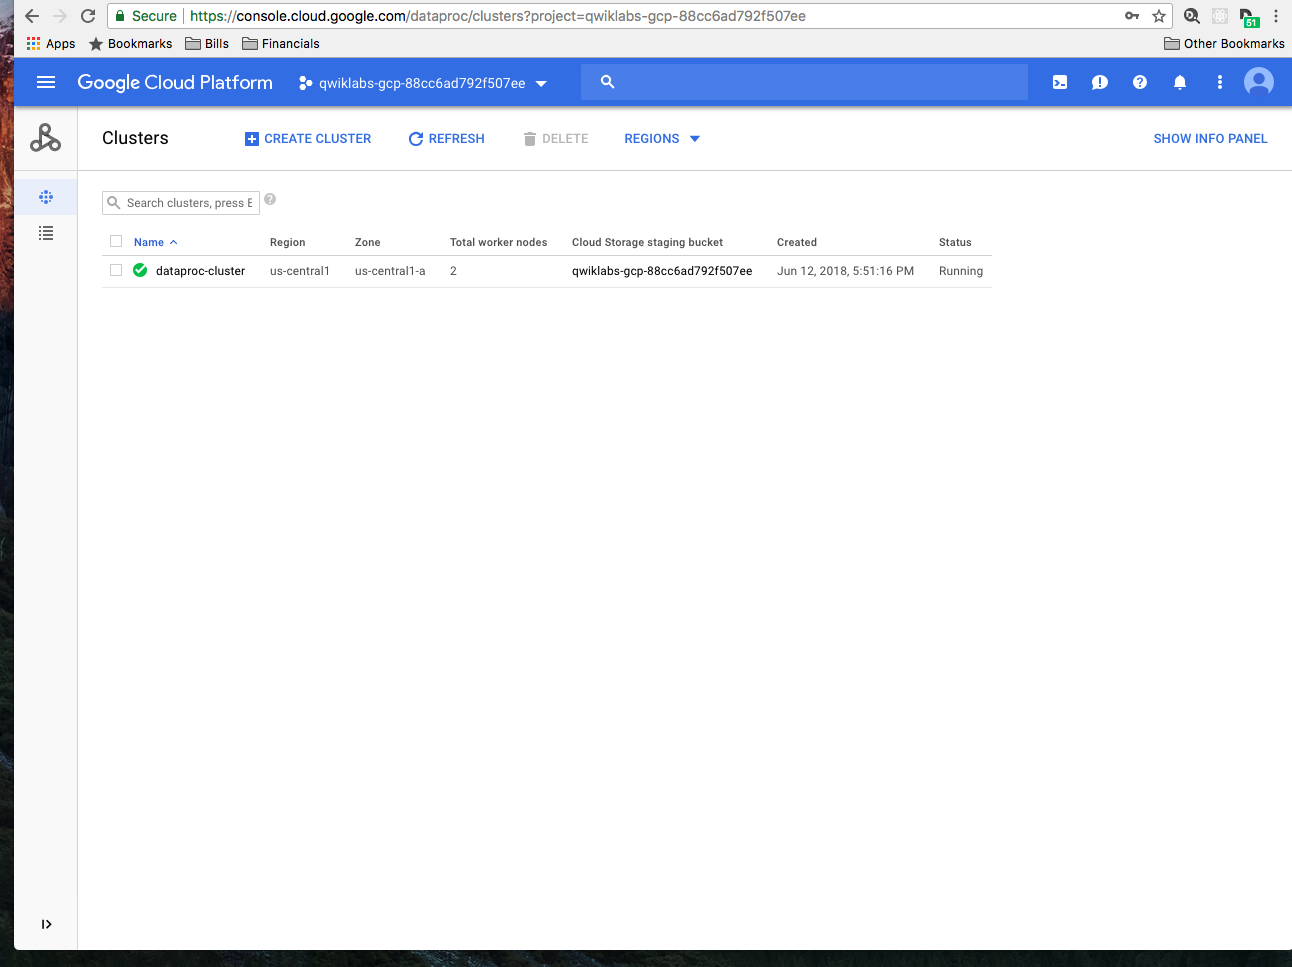 Secure https://console.cloud.google.com/dataproc/clusters?project=qwiklabs-gcp-88cc6ad792f507ee
51
Apps Bookmarks Bills Financials Other Bookmarks
Google Cloud Platform qwiklabs-gcp-88cc6ad792f507ee
Clusters CREATE CLUSTER REFRESH DELETE REGIONS SHOW INFO PANEL
Search clusters, press E
Name Region Zone Total worker nodes Cloud Storage staging bucket Created Status
dataproc-cluster us-central1 us-central1-a 2 qwiklabs-gcp-88cc6ad792f507ee Jun 12, 2018, 5:51:16 PM Running